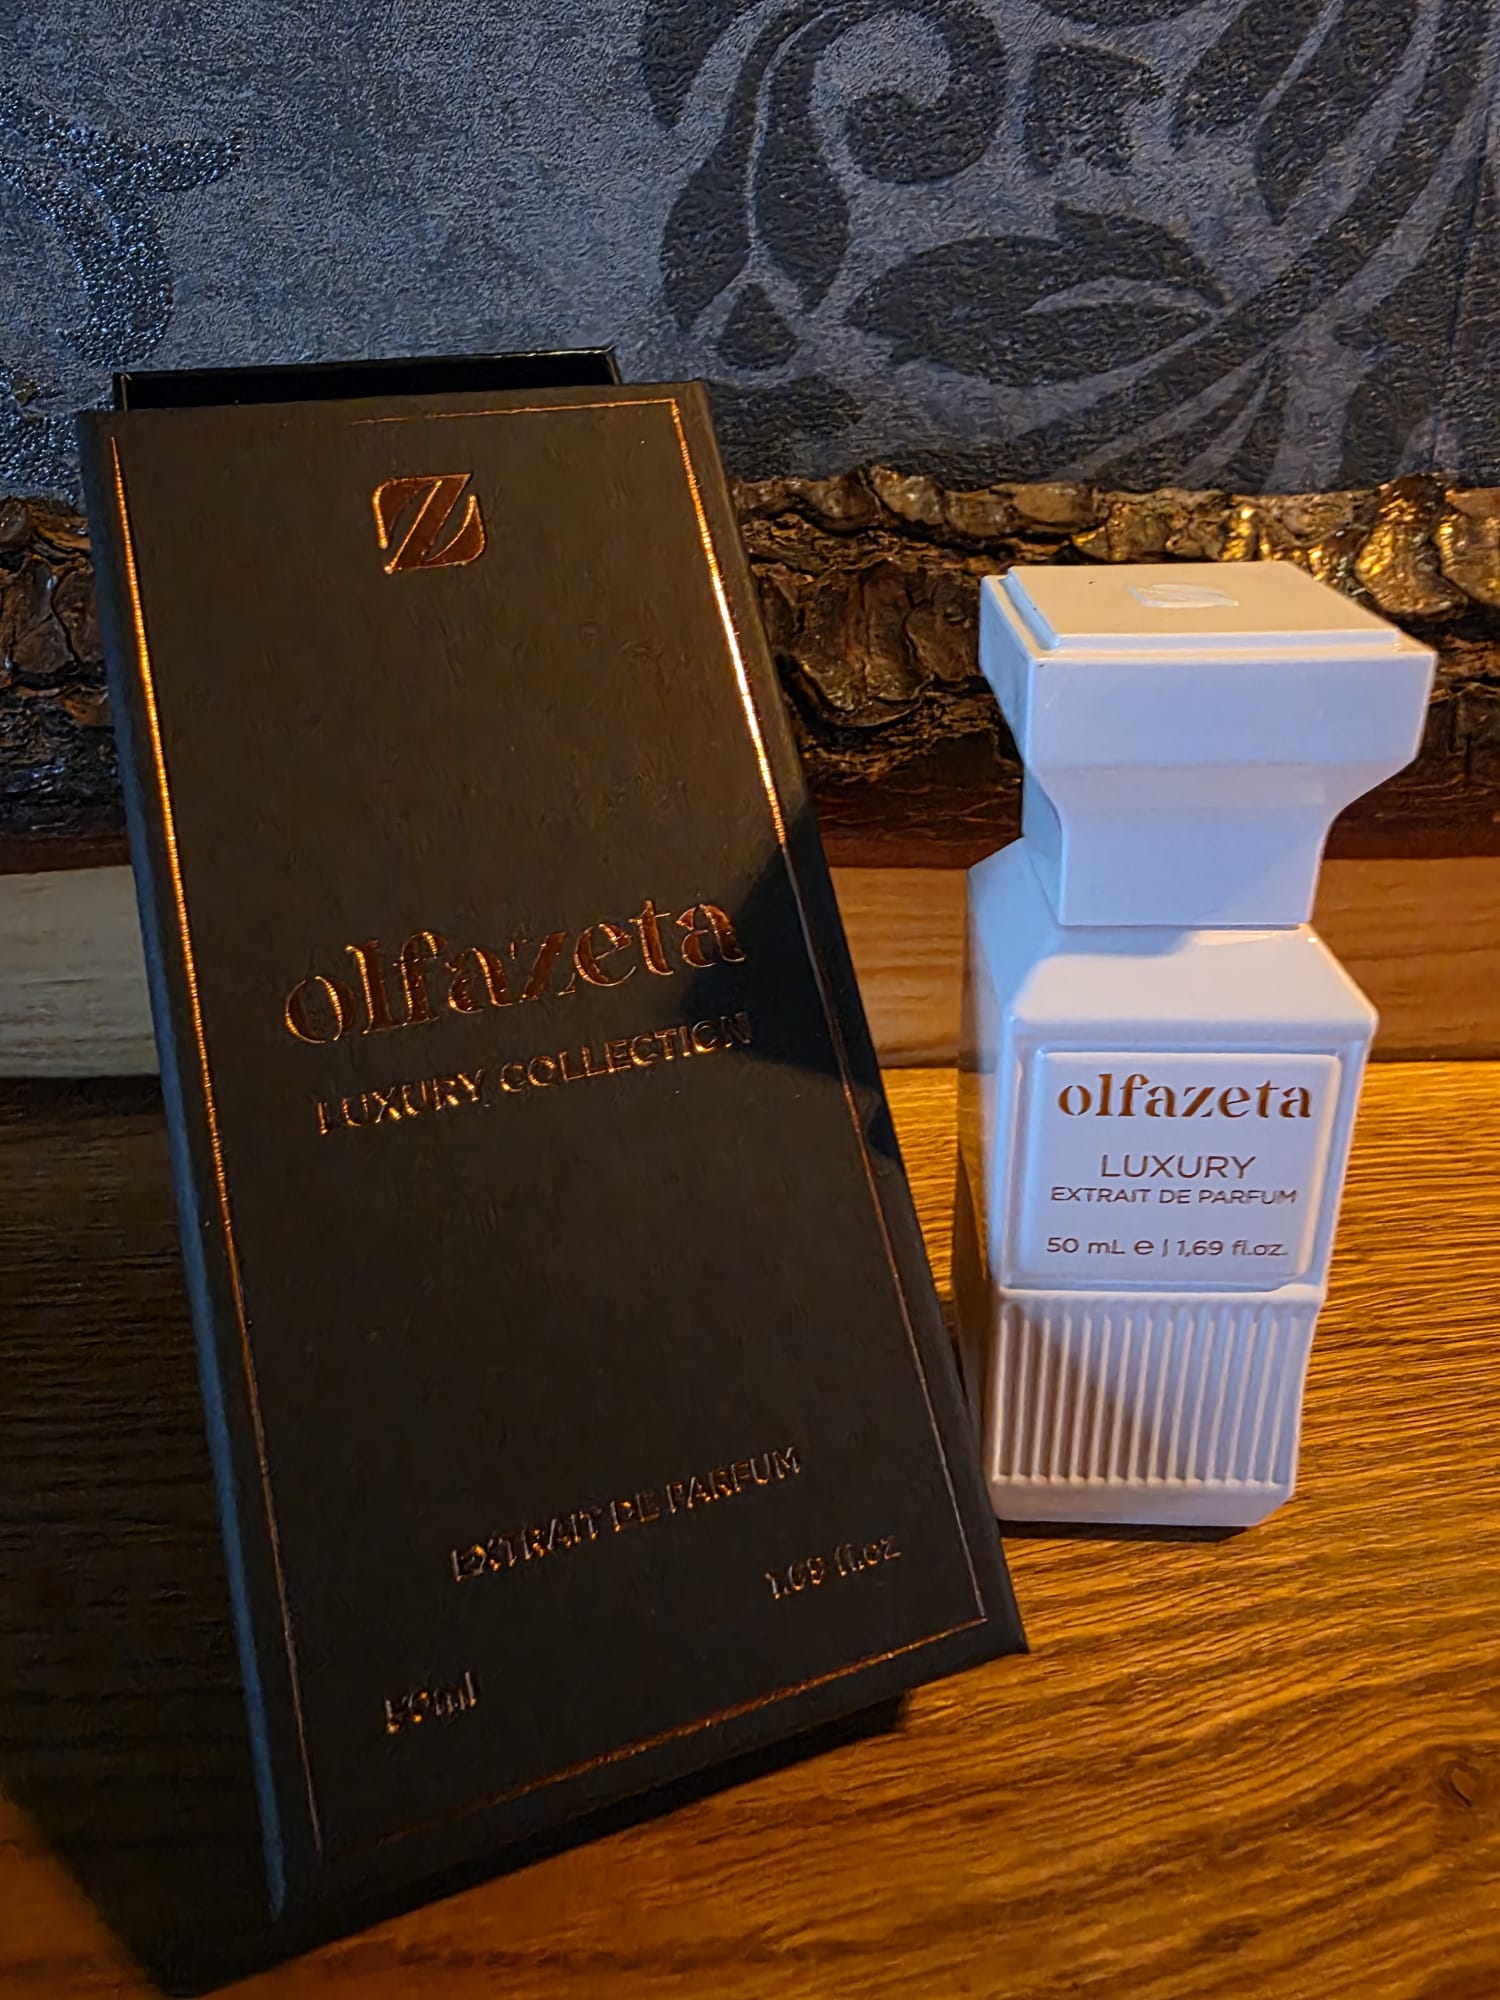 Z
olfazeta
LUXURY COLLECTION
EXTRAIT DE PARFUM
1.69 fl.oz
50ml
olfazeta
LUXURY
EXTRAIT DE PARFUM
50 mL e | 1,69 fl.oz.